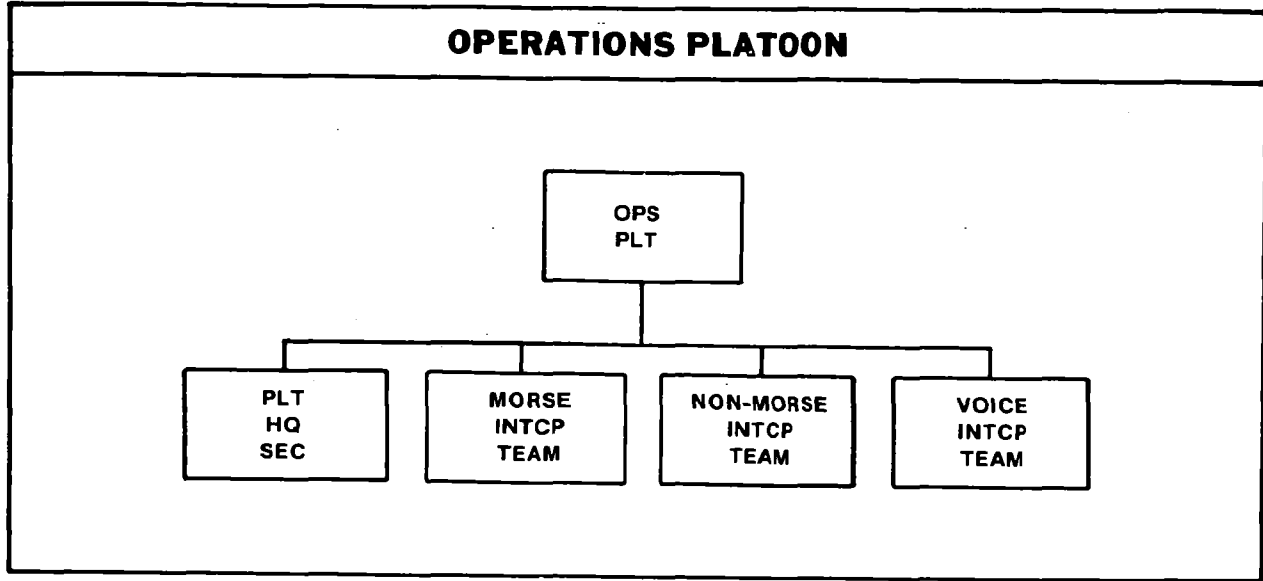 OPERATIONS PLATOON
OPS
PLT
PLT
HQ
SEC
MORSE
INTCP
TEAM
NON-MORSE
INTCP
TEAM
VOICE
INTCP
TEAM